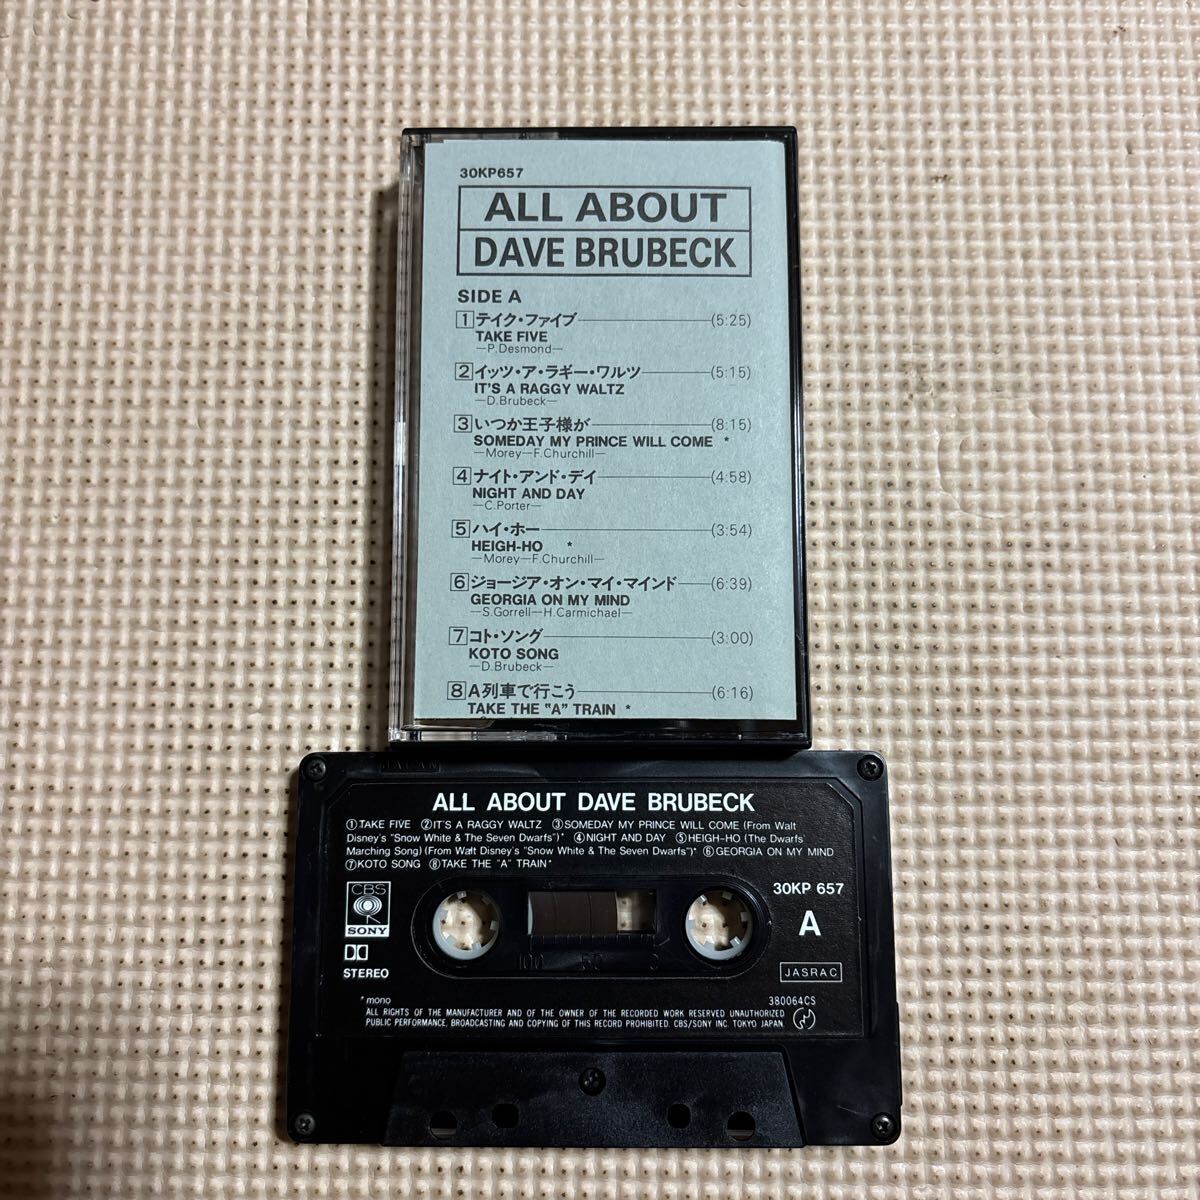 30KP657
ALL ABOUT
DAVE BRUBECK
SIDE A
1 テイク・ファイブ (5:25)
TAKE FIVE
—P.Desmond—
2 イッツ・ア・ラギー・ワルツ (5:15)
IT'S A RAGGY WALTZ
—D.Brubeck—
3 いつか王子様が (8:15)
SOMEDAY MY PRINCE WILL COME *
—Morey—F.Churchill—
4 ナイト・アンド・デイ (4:58)
NIGHT AND DAY
—C.Porter—
5 ハイ・ホー (3:54)
HEIGH-HO *
—Morey—F.Churchill—
6 ジョージア・オン・マイ・マインド (6:39)
GEORGIA ON MY MIND
—S.Gorrell—H.Carmichael—
7 コト・ソング (3:00)
KOTO SONG
—D.Brubeck—
8 A列車で行こう (6:16)
TAKE THE "A" TRAIN *
JAPAN
ALL ABOUT DAVE BRUBECK
①TAKE FIVE ②IT'S A RAGGY WALTZ ③SOMEDAY MY PRINCE WILL COME (From Walt
Disney's "Snow White & The Seven Dwarfs")* ④NIGHT AND DAY ⑤HEIGH-HO (The Dwarfs'
Marching Song) (From Walt Disney's "Snow White & The Seven Dwarfs")* ⑥GEORGIA ON MY MIND
⑦KOTO SONG ⑧TAKE THE "A" TRAIN*
CBS
SONY
STEREO
100 50 0
30KP 657
A
JASRAC
* mono
380064CS
ALL RIGHTS OF THE MANUFACTURER AND OF THE OWNER OF THE RECORDED WORK RESERVED UNAUTHORIZED
PUBLIC PERFORMANCE, BROADCASTING AND COPYING OF THIS RECORD PROHIBITED. CBS/SONY INC. TOKYO JAPAN